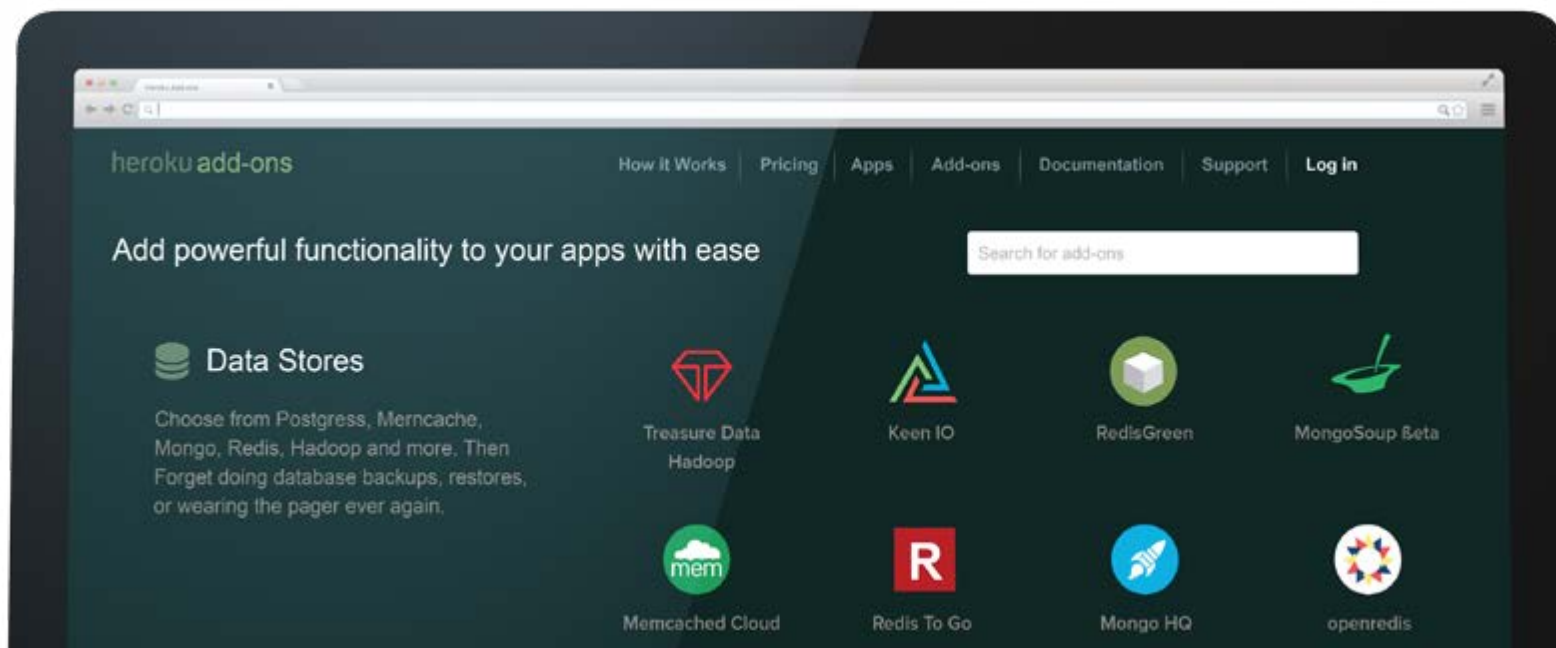 heroku add-ons
How it Works Pricing Apps Add-ons Documentation Support Log in
Add powerful functionality to your apps with ease
Search for add-ons
Data Stores
Choose from Postgress, Merncache,
Mongo, Redis, Hadoop and more. Then
Forget doing database backups, restores,
or wearing the pager ever again.
Treasure Data
Hadoop
Keen IO
RedisGreen
MongoSoup ßeta
mem
Memcached Cloud
R
Redis To Go
Mongo HQ
openredis